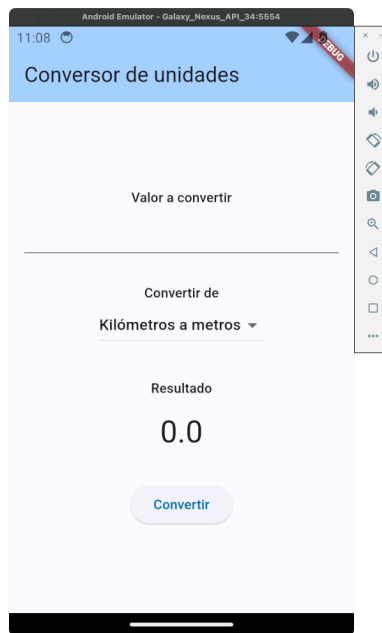 Android Emulator - Galaxy_Nexus_API_34:5554
11:08
DEBUG
Conversor de unidades
Valor a convertir
Convertir de
Kilómetros a metros
Resultado
0.0
Convertir